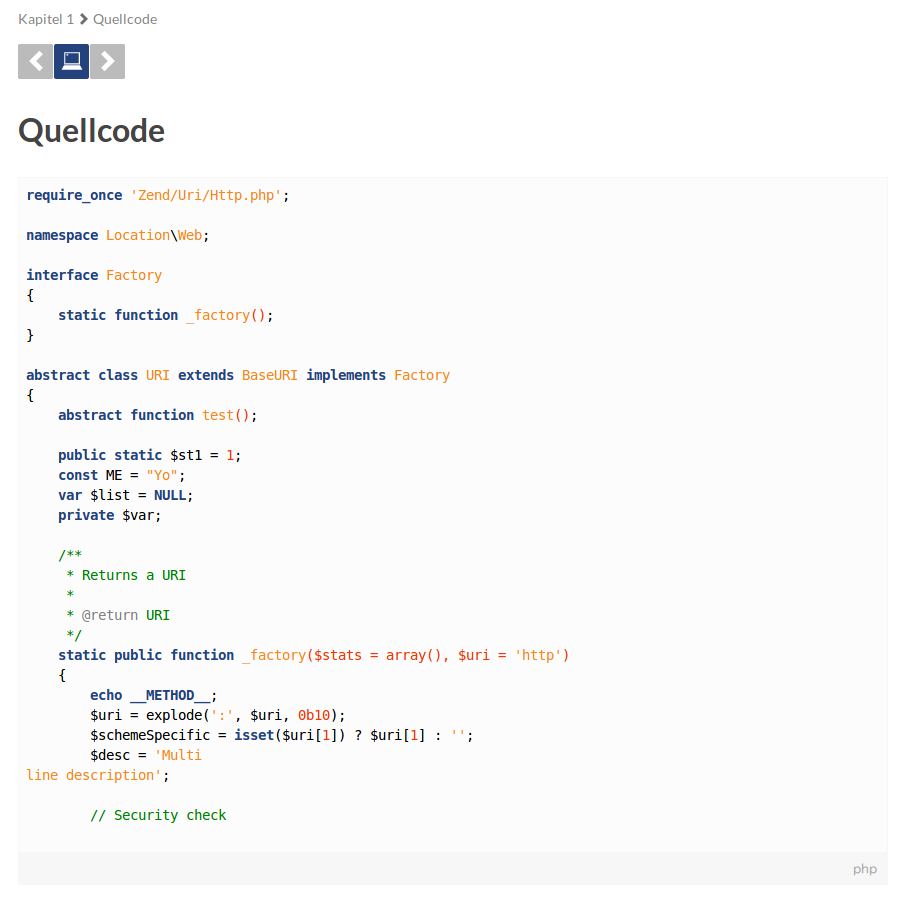 Kapitel 1 > Quellcode
Quellcode
require_once 'Zend/Uri/Http.php';
namespace Location\Web;
interface Factory
{
    static function _factory();
}
abstract class URI extends BaseURI implements Factory
{
    abstract function test();
    public static $st1 = 1;
    const ME = "Yo";
    var $list = NULL;
    private $var;
    /**
     * Returns a URI
     *
     * @return URI
     */
    static public function _factory($stats = array(), $uri = 'http')
    {
        echo __METHOD__;
        $uri = explode(':', $uri, 0b10);
        $schemeSpecific = isset($uri[1]) ? $uri[1] : '';
        $desc = 'Multi
line description';
        // Security check
php